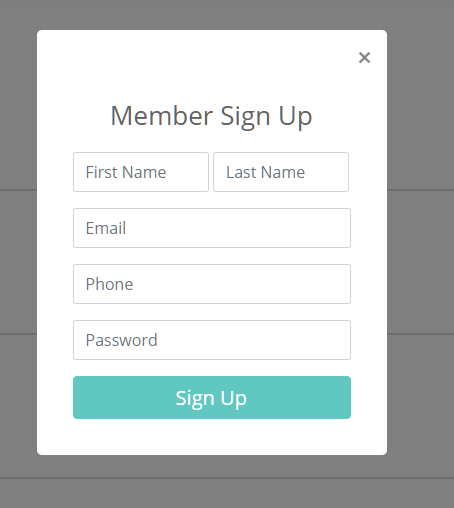 ×
Member Sign Up
First Name Last Name
Email
Phone
Password
Sign Up